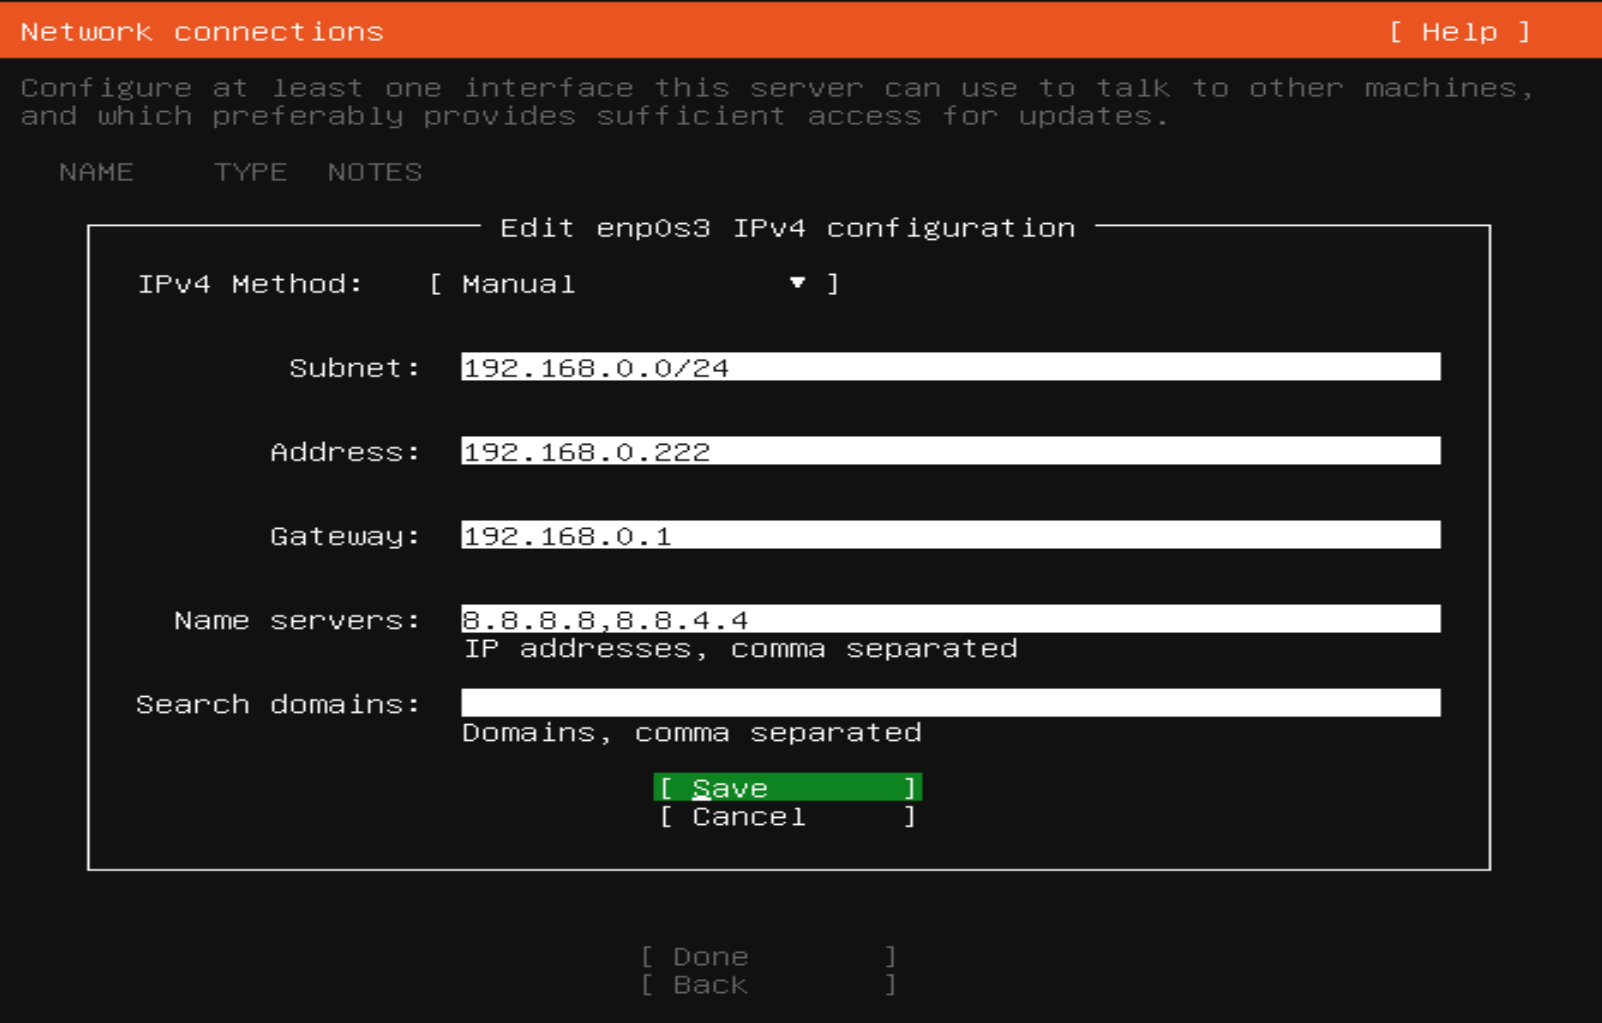 Network connections [ Help ]
Configure at least one interface this server can use to talk to other machines,
and which preferably provides sufficient access for updates.
NAME TYPE NOTES
Edit enp0s3 IPv4 configuration
IPv4 Method: [ Manual ▾ ]
Subnet: 192.168.0.0/24
Address: 192.168.0.222
Gateway: 192.168.0.1
Name servers: 8.8.8.8,8.8.4.4
IP addresses, comma separated
Search domains:
Domains, comma separated
[ Save ]
[ Cancel ]
[ Done ]
[ Back ]